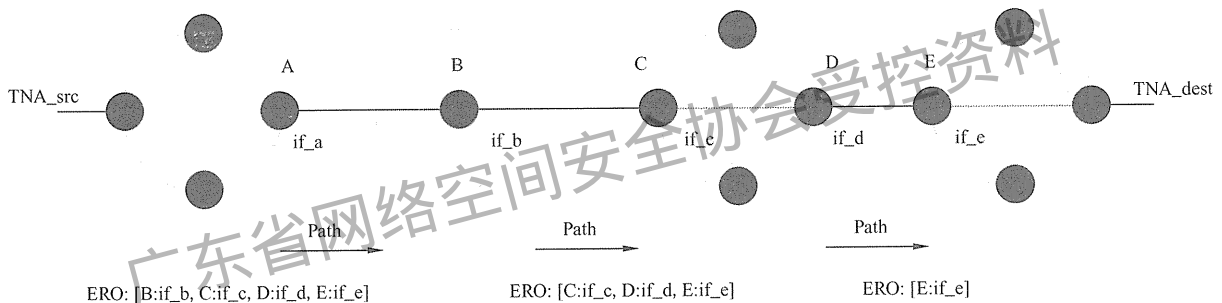 A B C D E
TNA_src TNA_dest
if_a if_b if_c if_d if_e
Path Path Path
ERO: [B:if_b, C:if_c, D:if_d, E:if_e] ERO: [C:if_c, D:if_d, E:if_e] ERO: [E:if_e]
广东省网络空间安全协会受控资料